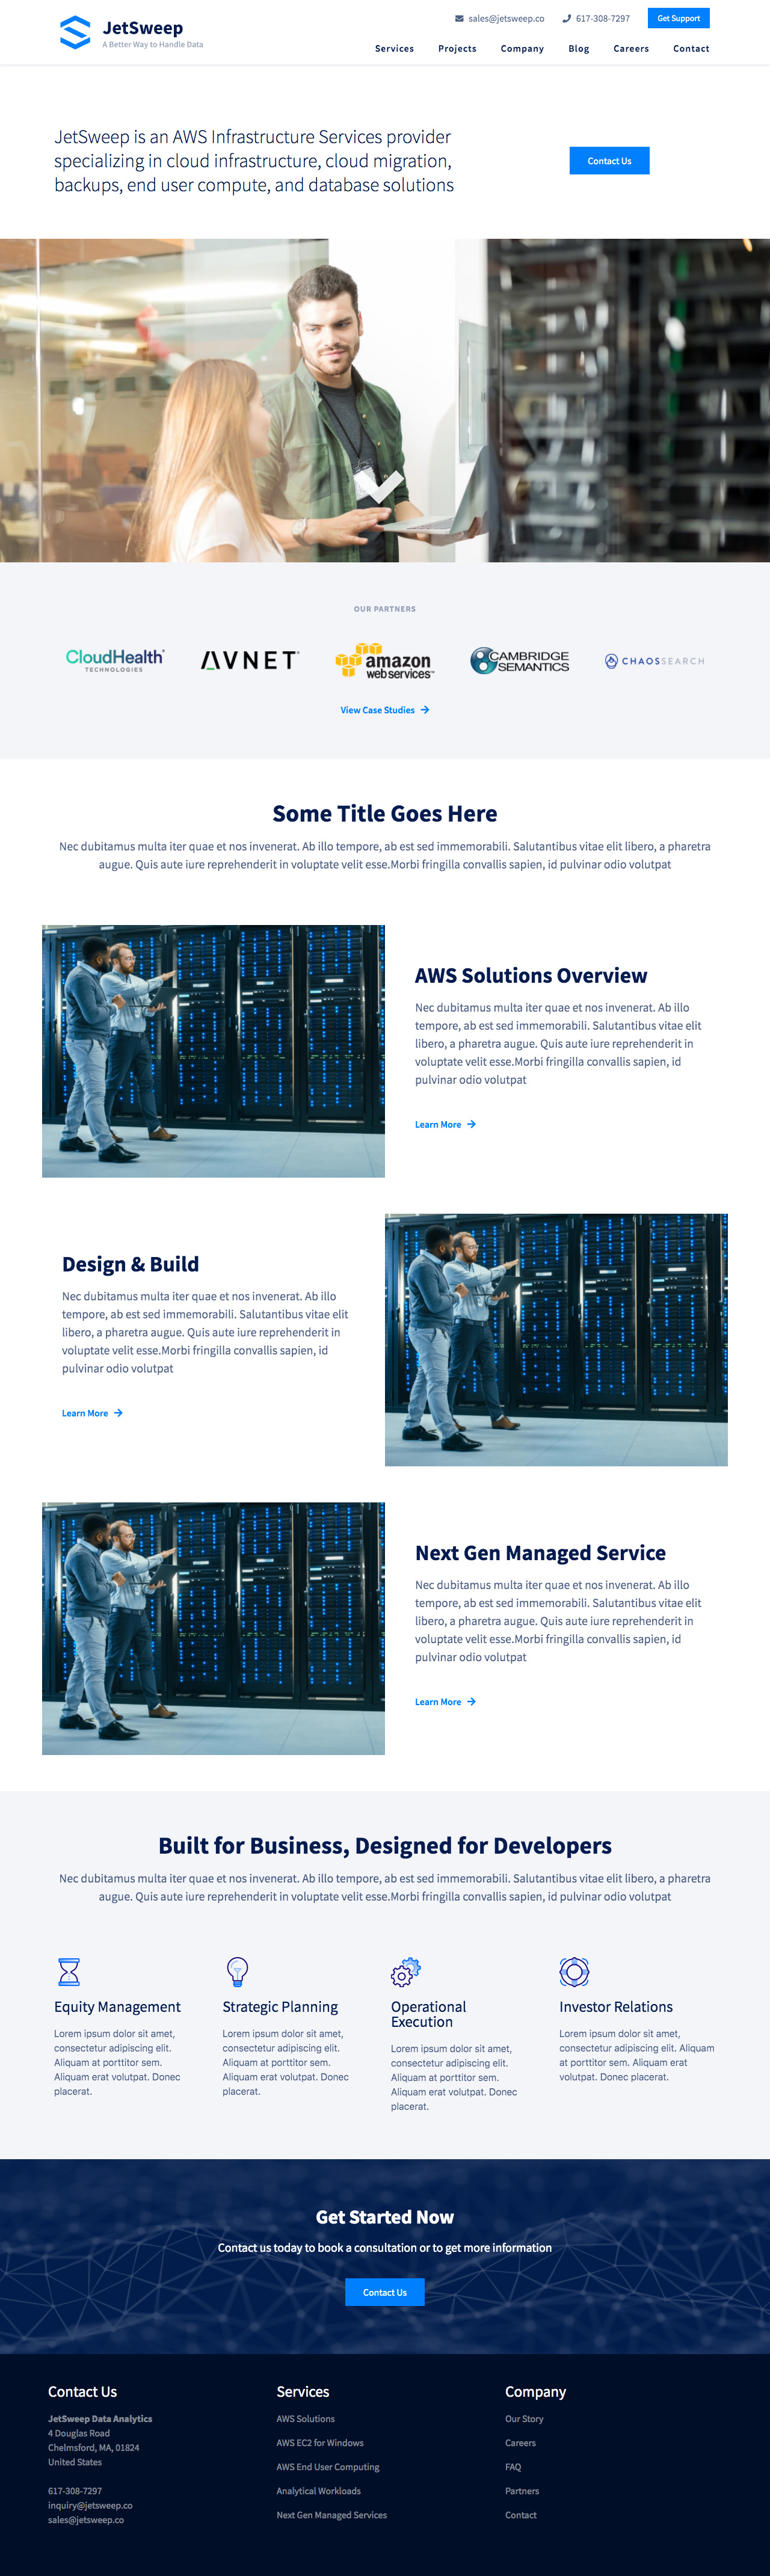 JetSweep
A Better Way to Handle Data
sales@jetsweep.co
617-308-7297
Get Support
Services
Projects
Company
Blog
Careers
Contact
JetSweep is an AWS Infrastructure Services provider
specializing in cloud infrastructure, cloud migration,
backups, end user compute, and database solutions
Contact Us
OUR PARTNERS
CloudHealth®
TECHNOLOGIES
AVNET®
amazon
web services™
CAMBRIDGE
SEMANTICS
CHAOSSEARCH
View Case Studies
Some Title Goes Here
Nec dubitamus multa iter quae et nos invenerat. Ab illo tempore, ab est sed immemorabili. Salutantibus vitae elit libero, a pharetra
augue. Quis aute iure reprehenderit in voluptate velit esse.Morbi fringilla convallis sapien, id pulvinar odio volutpat
AWS Solutions Overview
Nec dubitamus multa iter quae et nos invenerat. Ab illo
tempore, ab est sed immemorabili. Salutantibus vitae elit
libero, a pharetra augue. Quis aute iure reprehenderit in
voluptate velit esse.Morbi fringilla convallis sapien, id
pulvinar odio volutpat
Learn More
Design & Build
Nec dubitamus multa iter quae et nos invenerat. Ab illo
tempore, ab est sed immemorabili. Salutantibus vitae elit
libero, a pharetra augue. Quis aute iure reprehenderit in
voluptate velit esse.Morbi fringilla convallis sapien, id
pulvinar odio volutpat
Learn More
Next Gen Managed Service
Nec dubitamus multa iter quae et nos invenerat. Ab illo
tempore, ab est sed immemorabili. Salutantibus vitae elit
libero, a pharetra augue. Quis aute iure reprehenderit in
voluptate velit esse.Morbi fringilla convallis sapien, id
pulvinar odio volutpat
Learn More
Built for Business, Designed for Developers
Nec dubitamus multa iter quae et nos invenerat. Ab illo tempore, ab est sed immemorabili. Salutantibus vitae elit libero, a pharetra
augue. Quis aute iure reprehenderit in voluptate velit esse.Morbi fringilla convallis sapien, id pulvinar odio volutpat
Equity Management
Lorem ipsum dolor sit amet,
consectetur adipiscing elit.
Aliquam at porttitor sem.
Aliquam erat volutpat. Donec
placerat.
Strategic Planning
Lorem ipsum dolor sit amet,
consectetur adipiscing elit.
Aliquam at porttitor sem.
Aliquam erat volutpat. Donec
placerat.
Operational
Execution
Lorem ipsum dolor sit amet,
consectetur adipiscing elit.
Aliquam at porttitor sem.
Aliquam erat volutpat. Donec
placerat.
Investor Relations
Lorem ipsum dolor sit amet,
consectetur adipiscing elit. Aliquam
at porttitor sem. Aliquam erat
volutpat. Donec placerat.
Get Started Now
Contact us today to book a consultation or to get more information
Contact Us
Contact Us
JetSweep Data Analytics
4 Douglas Road
Chelmsford, MA, 01824
United States
617-308-7297
inquiry@jetsweep.co
sales@jetsweep.co
Services
AWS Solutions
AWS EC2 for Windows
AWS End User Computing
Analytical Workloads
Next Gen Managed Services
Company
Our Story
Careers
FAQ
Partners
Contact